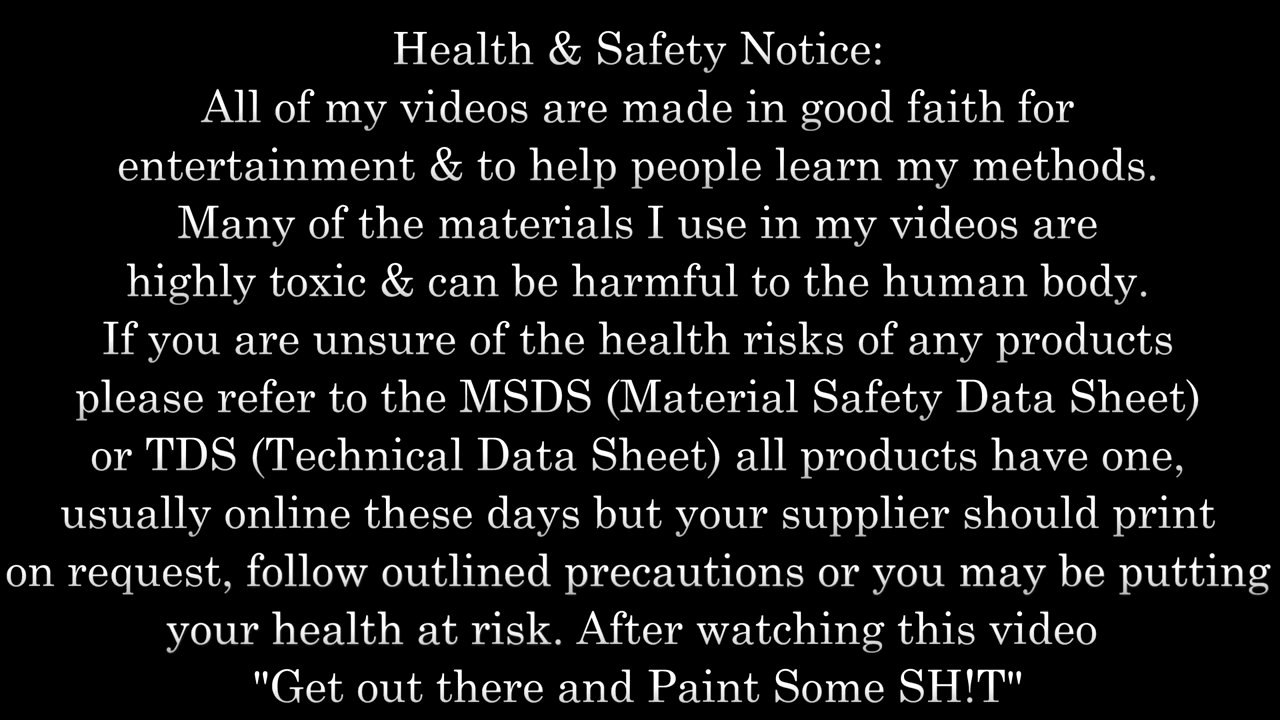 Health & Safety Notice:
All of my videos are made in good faith for
entertainment & to help people learn my methods.
Many of the materials I use in my videos are
highly toxic & can be harmful to the human body.
If you are unsure of the health risks of any products
please refer to the MSDS (Material Safety Data Sheet)
or TDS (Technical Data Sheet) all products have one,
usually online these days but your supplier should print
on request, follow outlined precautions or you may be putting
your health at risk. After watching this video
"Get out there and Paint Some SH!T"